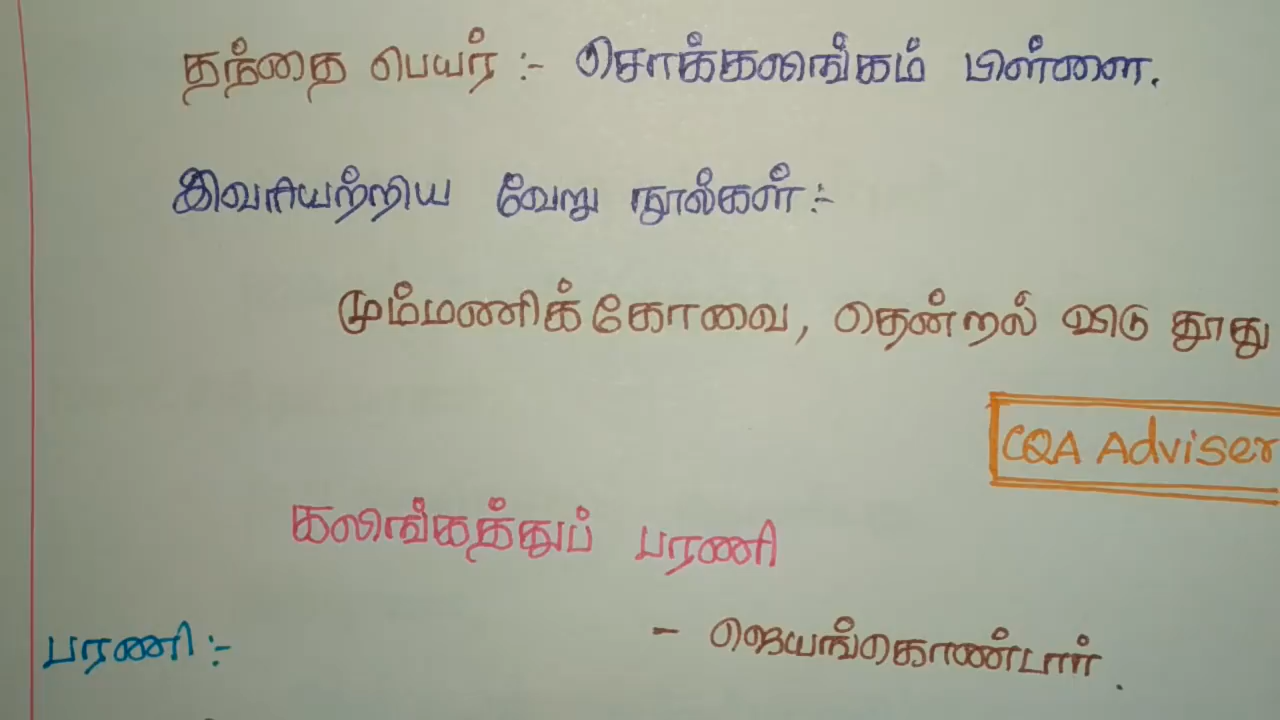 தந்தை பெயர் :- சொக்கலிங்கம் பிள்ளை.
இவரியற்றிய வேறு நூல்கள் :-
மும்மணிக்கோவை, தென்றல் விடு தூது
CQA Adviser
கலிங்கத்துப் பரணி
- ஜெயங்கொண்டார்.
பரணி :-